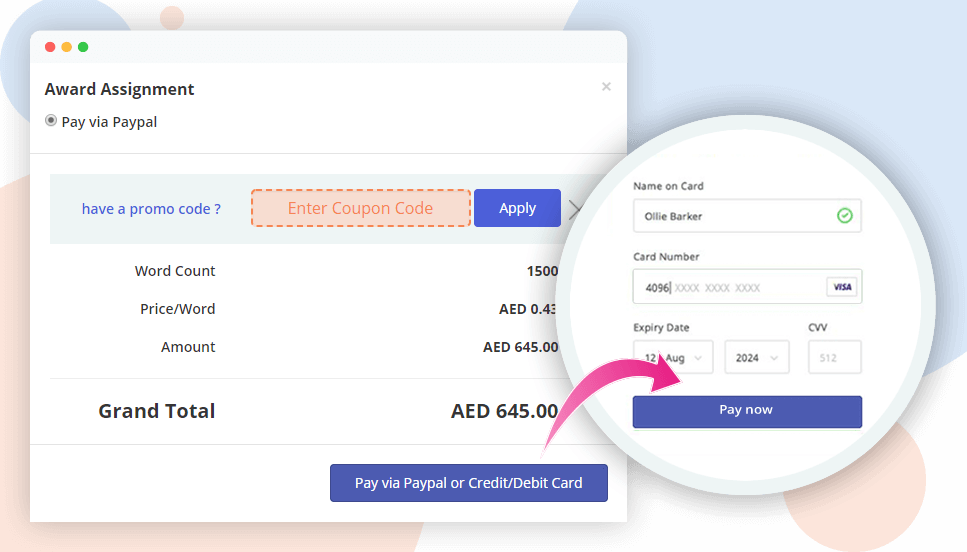 Award Assignment
Pay via Paypal
have a promo code ?
Enter Coupon Code
Apply
Word Count
1500
Price/Word
AED 0.43
Amount
AED 645.00
Grand Total
AED 645.00
Pay via Paypal or Credit/Debit Card
Name on Card
Ollie Barker
Card Number
4096 XXXX XXXX XXXX
VISA
Expiry Date
CVV
12 Aug
2024
512
Pay now